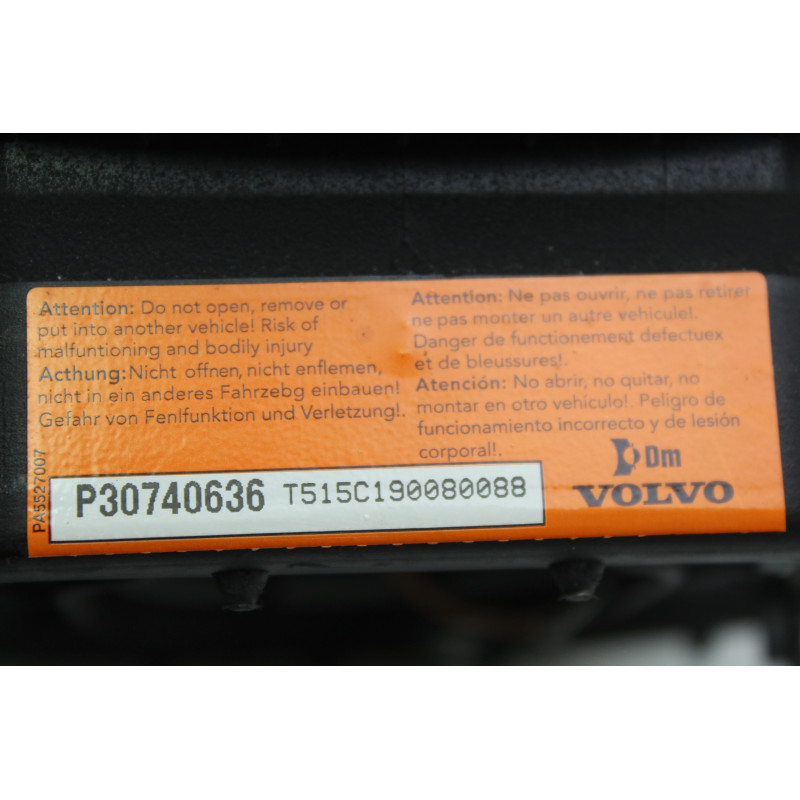 Attention: Do not open, remove or
put into another vehicle! Risk of
malfuntioning and bodily injury
Acthung:Nicht offnen, nicht enflemen,
nicht in ein anderes Fahrzebg einbauen!
Gefahr von Fenlfunktion und Verletzung!.
Attention: Ne pas ouvrir, ne pas retirer
ne pas monter un autre vehicule!.
Danger de functionement defectuex
et de bleussures!.
Atención: No abrir, no quitar, no
montar en otro vehiculo!. Peligro de
funcionamiento incorrecto y de lesión
corporal!.
PA5527007
P30740636 T515C190080088
Dm
VOLVO